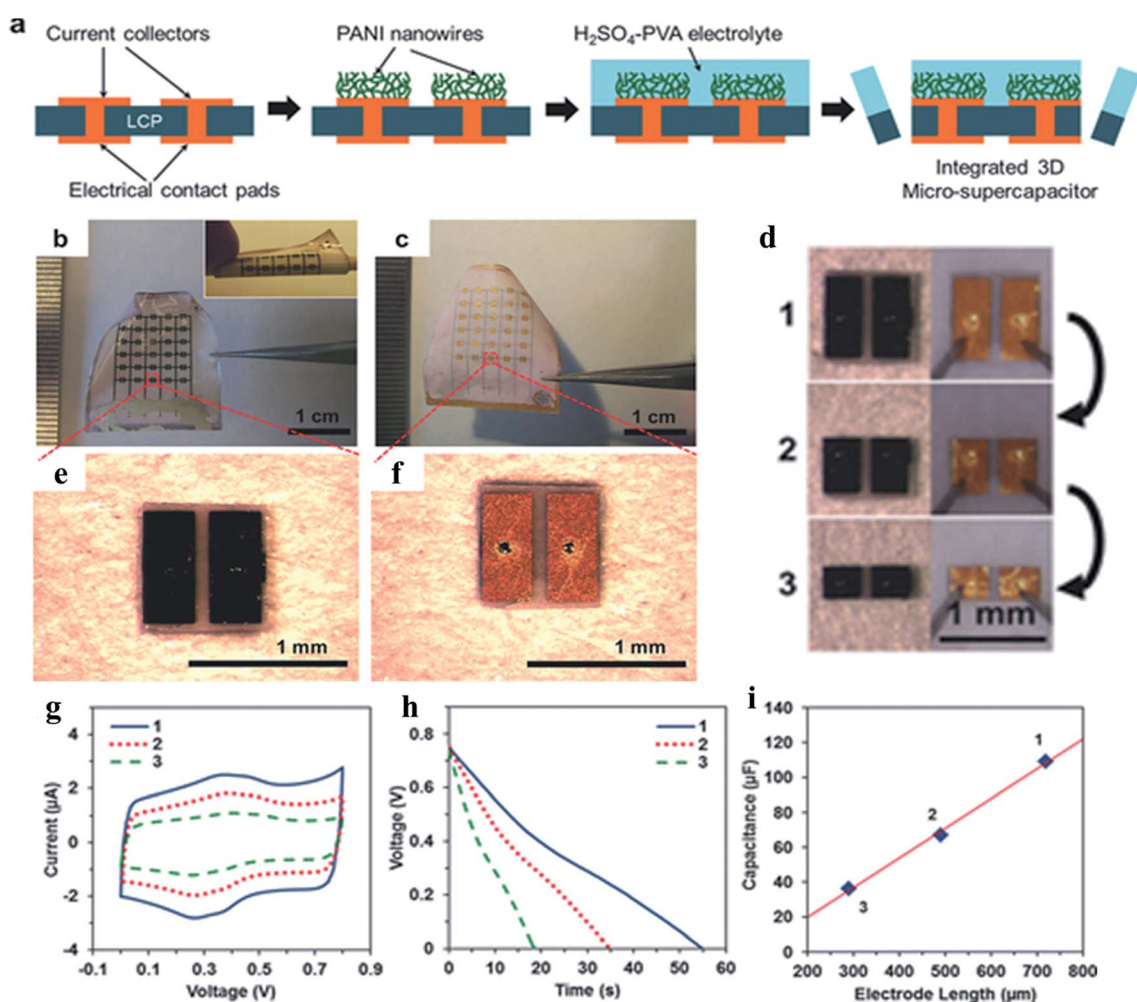 a
Current collectors
PANI nanowires
H₂SO₄-PVA electrolyte
LCP
Electrical contact pads
Integrated 3D
Micro-supercapacitor
b
1 cm
c
1 cm
d
1
2
3
1 mm
e
1 mm
f
1 mm
g
1
2
3
Current (µA)
4
2
0
-2
-4
-0.1 0.1 0.3 0.5 0.7 0.9
Voltage (V)
h
1
2
3
Voltage (V)
0.8
0.6
0.4
0.2
0
0 10 20 30 40 50 60
Time (s)
i
Capacitance (µF)
140
120
100
80
60
40
20
0
1
2
3
200 300 400 500 600 700 800
Electrode Length (µm)